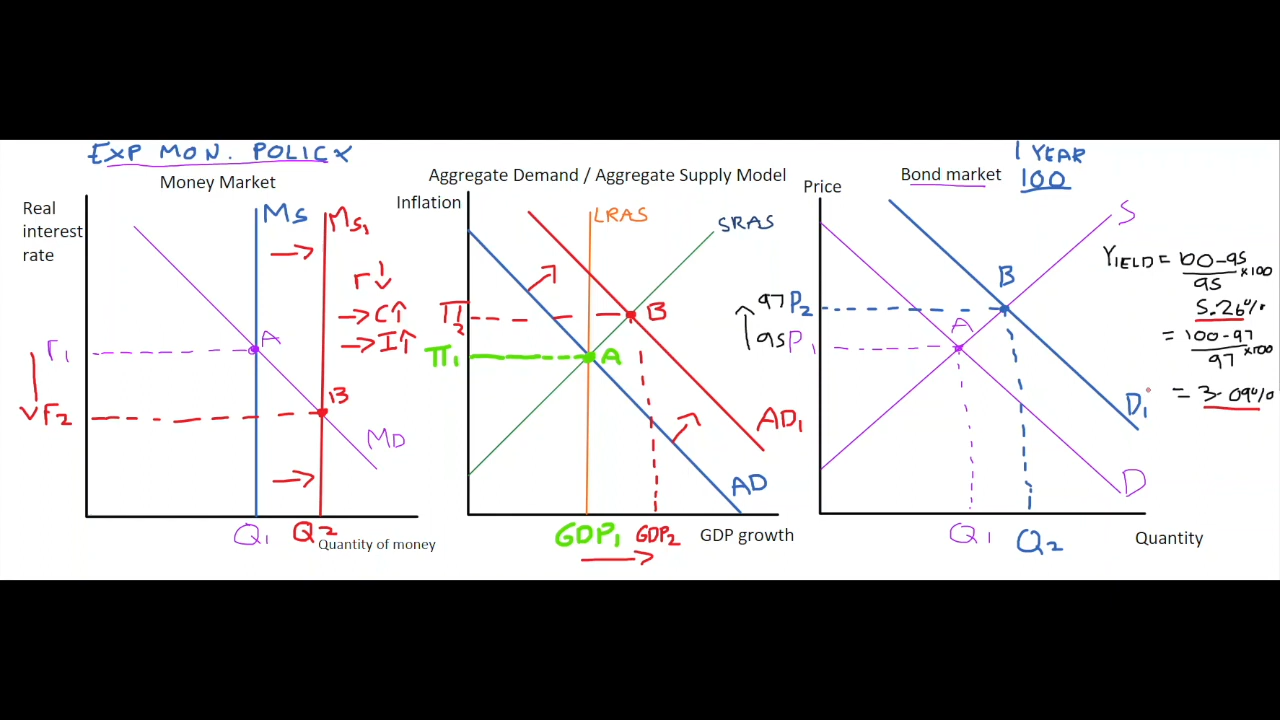 EXP MON. POLICY
Money Market
Real
interest
rate
MS
MS₁
r↓
→C↑
→I↑
A
r₁
B
r₂
MD
Q₁
Q₂
Quantity of money
Aggregate Demand / Aggregate Supply Model
Inflation
LRAS
SRAS
π₂
B
π₁
A
AD₁
AD
GDP₁
GDP₂
GDP growth
1 YEAR
100
Bond market
Price
S
B
97 P₂
A
95 P₁
D₁
D
Q₁
Q₂
Quantity
YIELD = 100-95
95
×100
5.26%
= 100-97
97
×100
= 3.09%